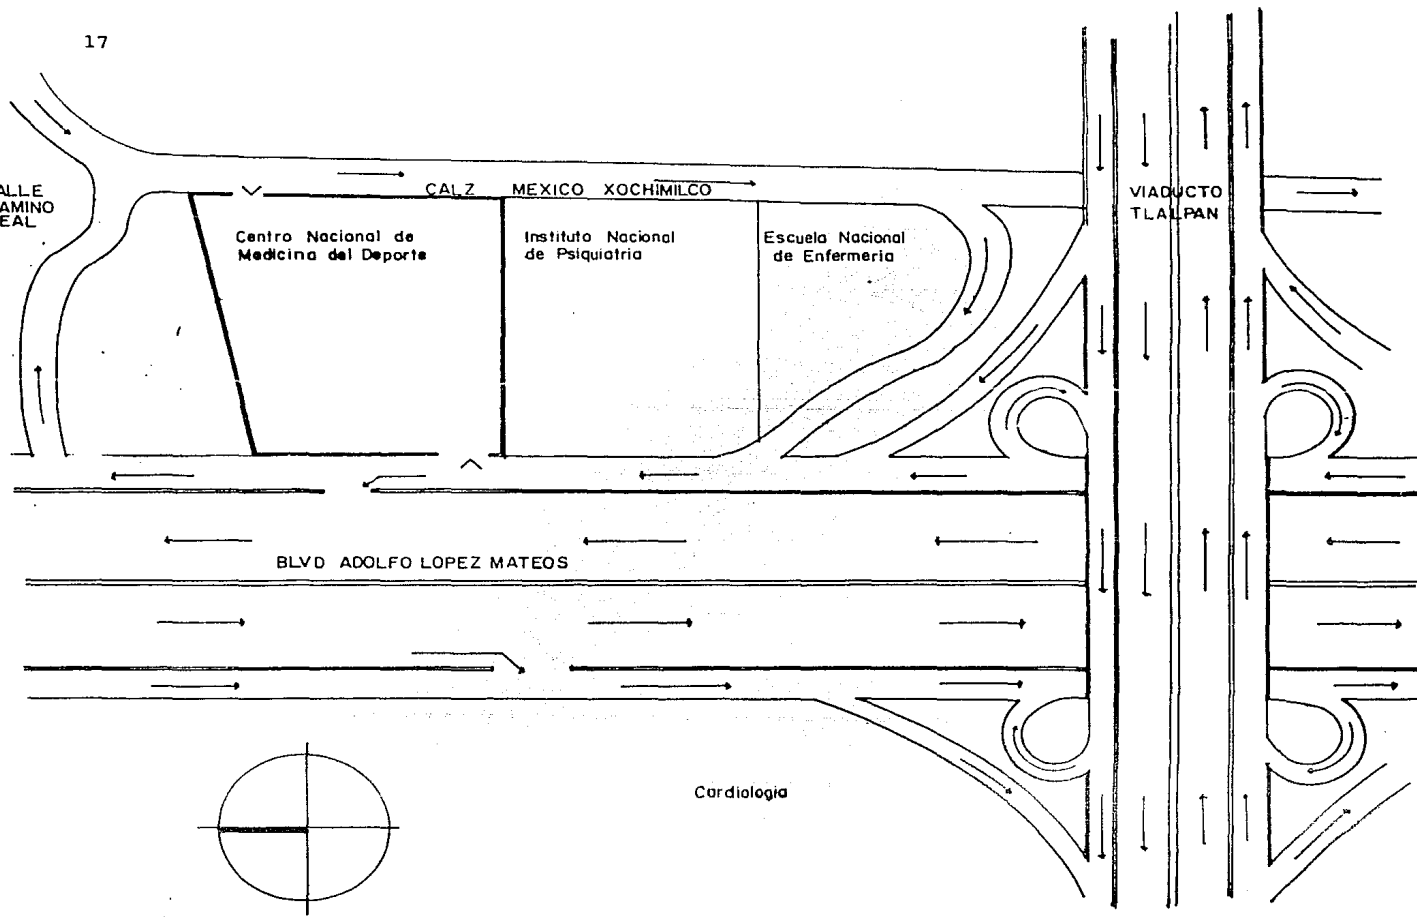 17
ALLE
AMINO
EAL
CALZ MEXICO XOCHIMILCO
VIADUCTO
TLALPAN
Centro Nacional de
Medicina del Deporte
Instituto Nacional
de Psiquiatria
Escuela Nacional
de Enfermeria
BLVD ADOLFO LOPEZ MATEOS
Cardiologia